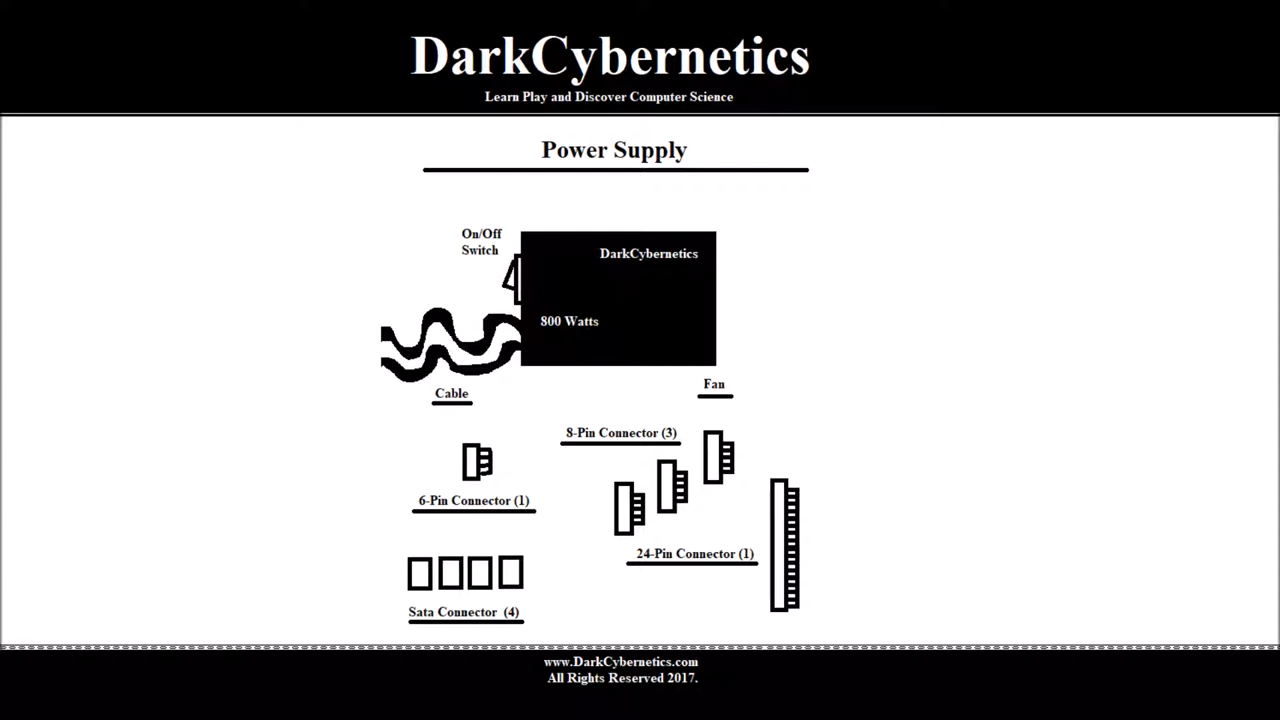 DarkCybernetics
Learn Play and Discover Computer Science
Power Supply
On/Off
Switch
DarkCybernetics
800 Watts
Cable
Fan
8-Pin Connector (3)
6-Pin Connector (1)
24-Pin Connector (1)
Sata Connector (4)
www.DarkCybernetics.com
All Rights Reserved 2017.